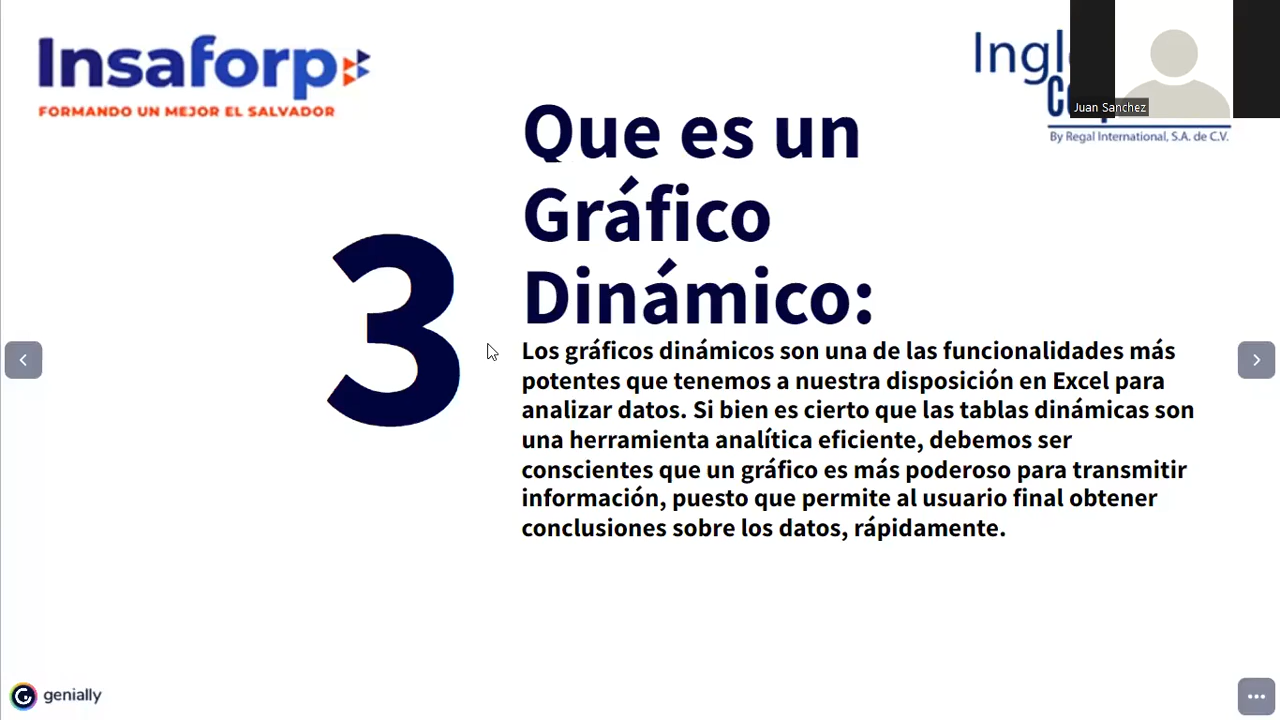 Insaforp
FORMANDO UN MEJOR EL SALVADOR
Juan Sanchez
By Regal International, S.A. de C.V.
Que es un
Gráfico
Dinámico:
3
Los gráficos dinámicos son una de las funcionalidades más
potentes que tenemos a nuestra disposición en Excel para
analizar datos. Si bien es cierto que las tablas dinámicas son
una herramienta analítica eficiente, debemos ser
conscientes que un gráfico es más poderoso para transmitir
información, puesto que permite al usuario final obtener
conclusiones sobre los datos, rápidamente.
genially